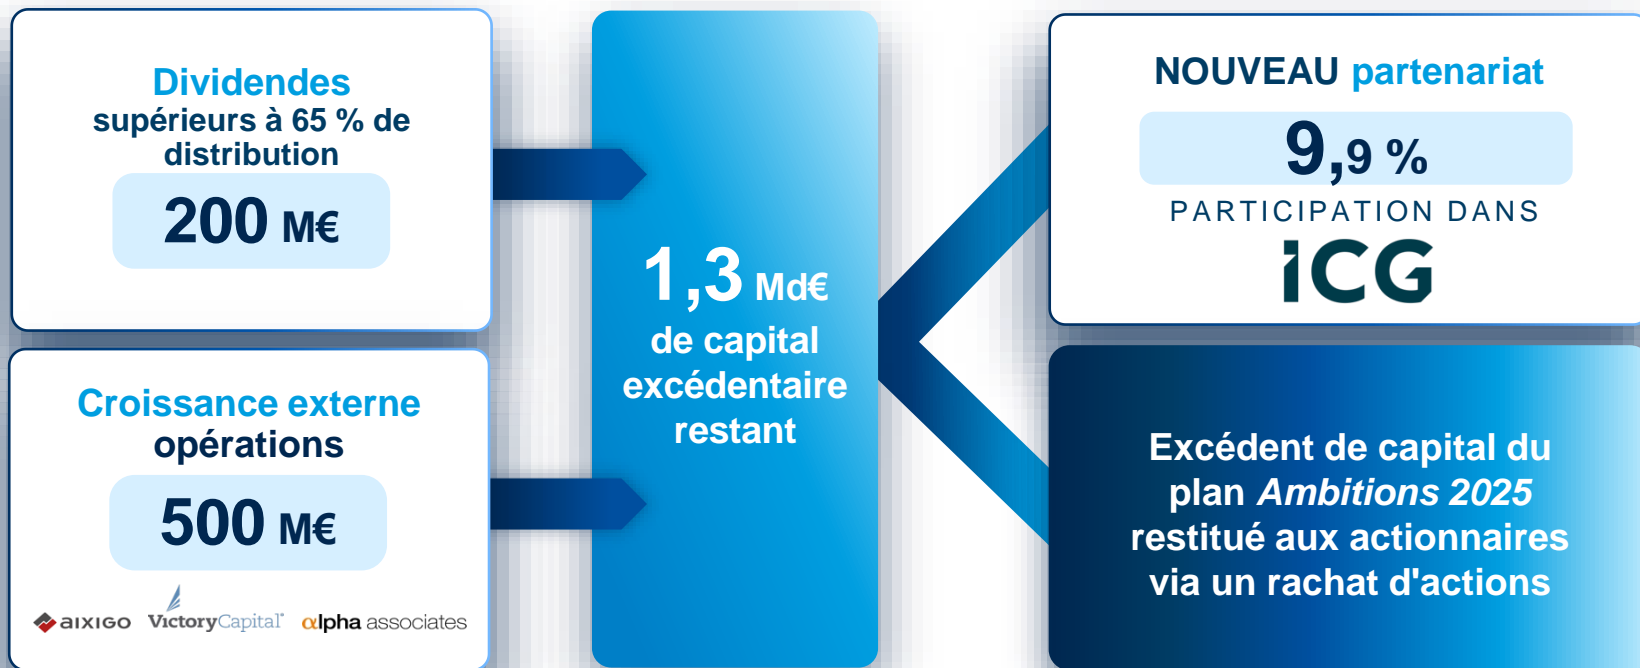 Dividendes
supérieurs à 65 % de
distribution
200 M€
Croissance externe
opérations
500 M€
aixigo VictoryCapital® αlpha associates
1,3 Md€
de capital
excédentaire
restant
NOUVEAU partenariat
9,9 %
PARTICIPATION DANS
iCG
Excédent de capital du
plan Ambitions 2025
restitué aux actionnaires
via un rachat d'actions